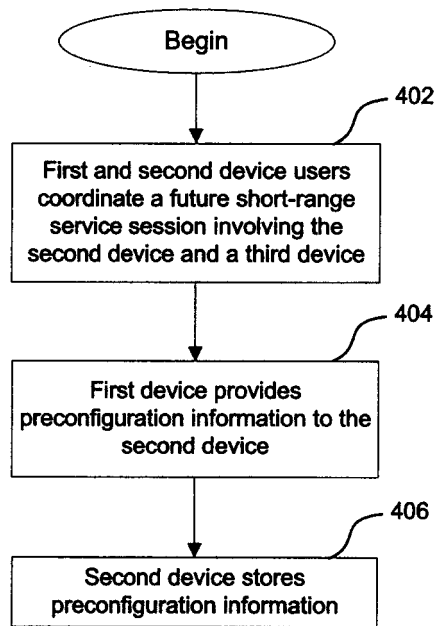 Begin
402
First and second device users
coordinate a future short-range
service session involving the
second device and a third device
404
First device provides
preconfiguration information to the
second device
406
Second device stores
preconfiguration information